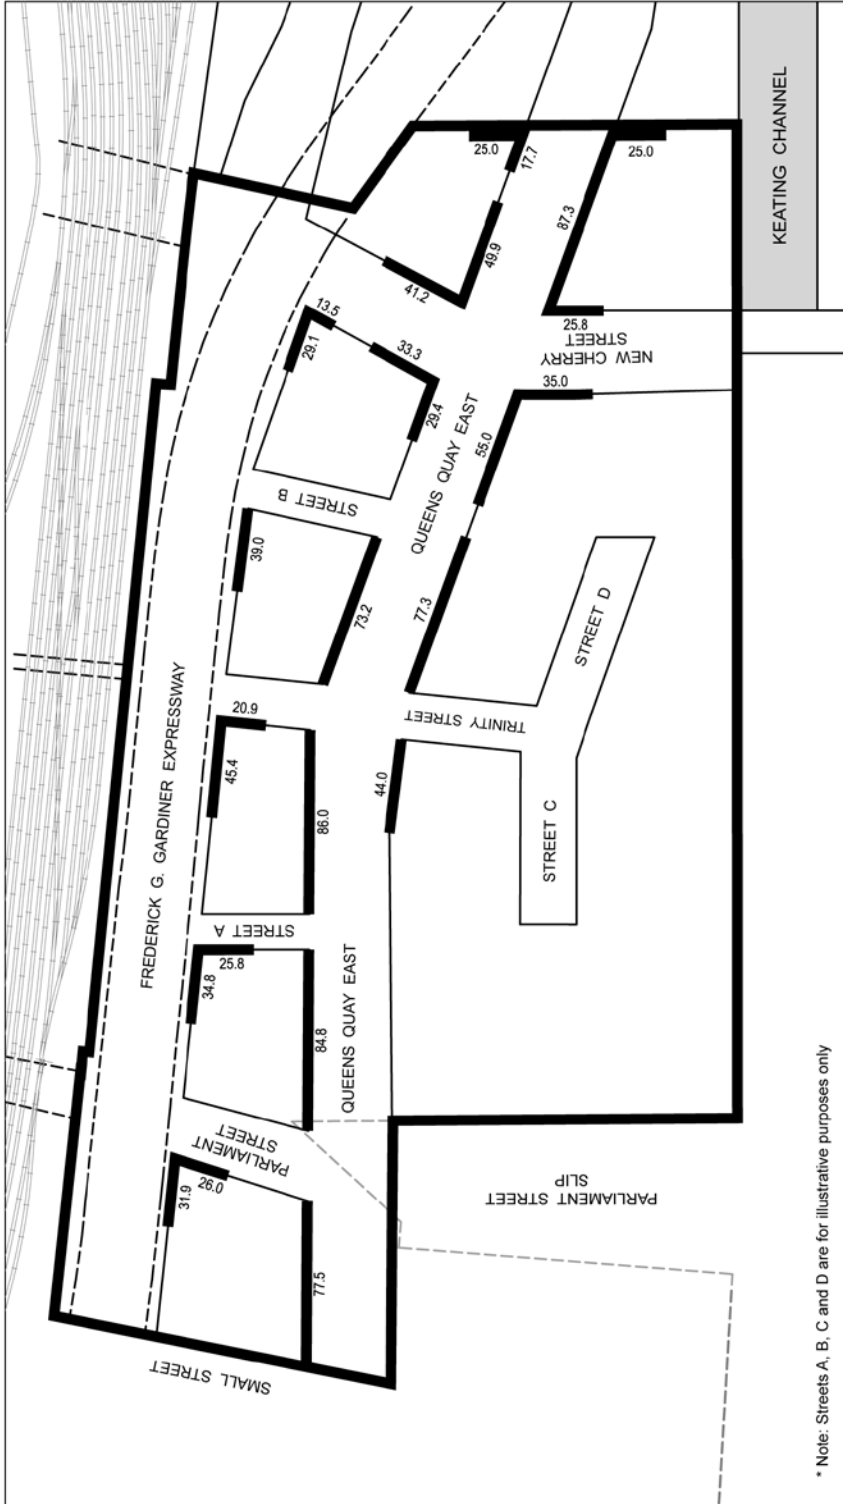 FREDERICK G. GARDINER EXPRESSWAY
SMALL STREET
31.9
26.0
77.5
PARLIAMENT
STREET
34.8
25.8
84.8
STREET A
QUEENS QUAY EAST
45.4
20.9
86.0
44.0
39.0
73.2
STREET B
QUEENS QUAY EAST
29.1
13.5
33.3
29.4
77.3
55.0
35.0
41.2
49.9
17.7
25.0
87.3
25.0
25.8
NEW CHERRY
STREET
TRINITY STREET
STREET C
STREET D
PARLIAMENT STREET
SLIP
KEATING CHANNEL
* Note: Streets A, B, C and D are for illustrative purposes only